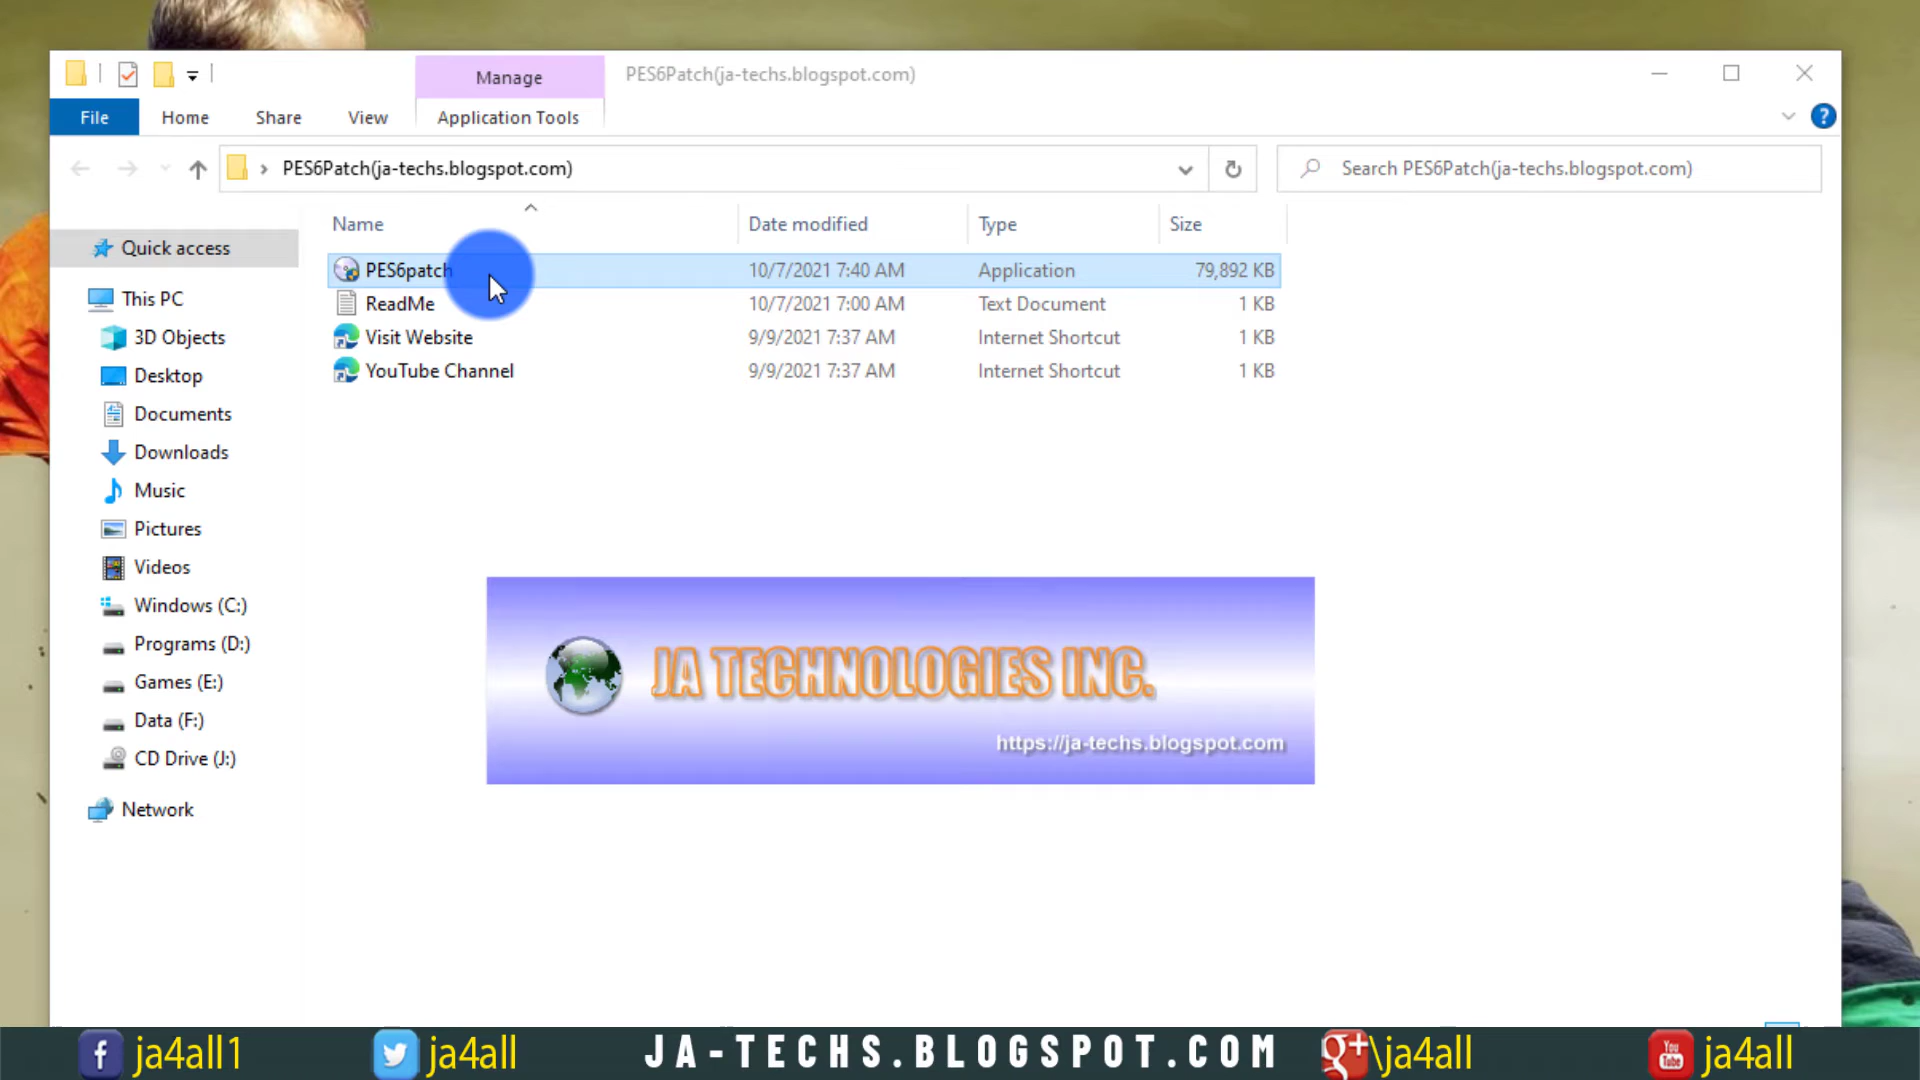 Manage
PES6Patch(ja-techs.blogspot.com)
File
Home
Share
View
Application Tools
?
PES6Patch(ja-techs.blogspot.com)
Search PES6Patch(ja-techs.blogspot.com)
Name
Date modified
Type
Size
Quick access
PES6patch
10/7/2021 7:40 AM
Application
79,892 KB
This PC
ReadMe
10/7/2021 7:00 AM
Text Document
1 KB
3D Objects
Visit Website
9/9/2021 7:37 AM
Internet Shortcut
1 KB
Desktop
YouTube Channel
9/9/2021 7:37 AM
Internet Shortcut
1 KB
Documents
Downloads
Music
Pictures
Videos
Windows (C:)
Programs (D:)
Games (E:)
Data (F:)
CD Drive (J:)
Network
JA TECHNOLOGIES INC.
https://ja-techs.blogspot.com
f ja4all1
ja4all
JA-TECHS.BLOGSPOT.COM
g+\ja4all
You Tube ja4all